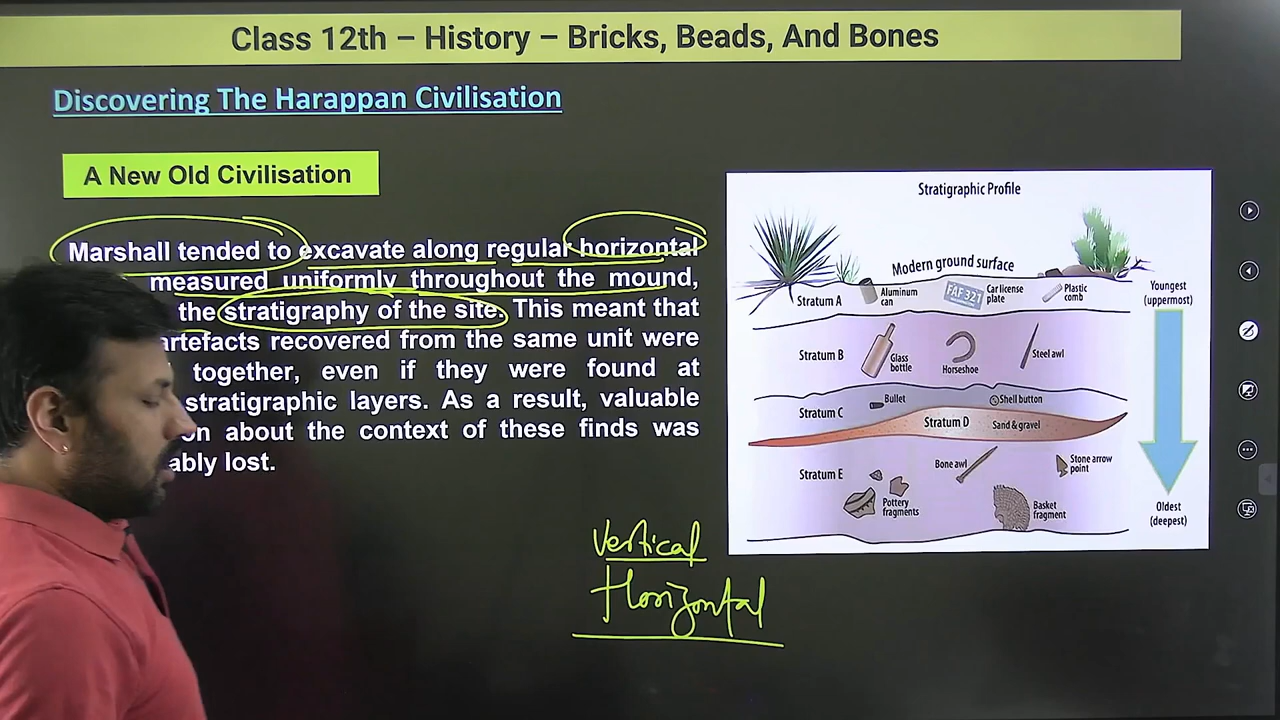 Class 12th – History – Bricks, Beads, And Bones
Discovering The Harappan Civilisation
A New Old Civilisation
Marshall tended to excavate along regular horizontal
measured uniformly throughout the mound,
the stratigraphy of the site. This meant that
artefacts recovered from the same unit were
together, even if they were found at
stratigraphic layers. As a result, valuable
about the context of these finds was
lost.
vertical
Horizontal
Stratigraphic Profile
Modern ground surface
Stratum A
Aluminum can
FAF 321
Car license plate
Plastic comb
Stratum B
Glass bottle
Horseshoe
Steel awl
Stratum C
Bullet
Shell button
Stratum D
Sand & gravel
Stratum E
Bone awl
Stone arrow point
Pottery fragments
Basket fragment
Youngest
(uppermost)
Oldest
(deepest)